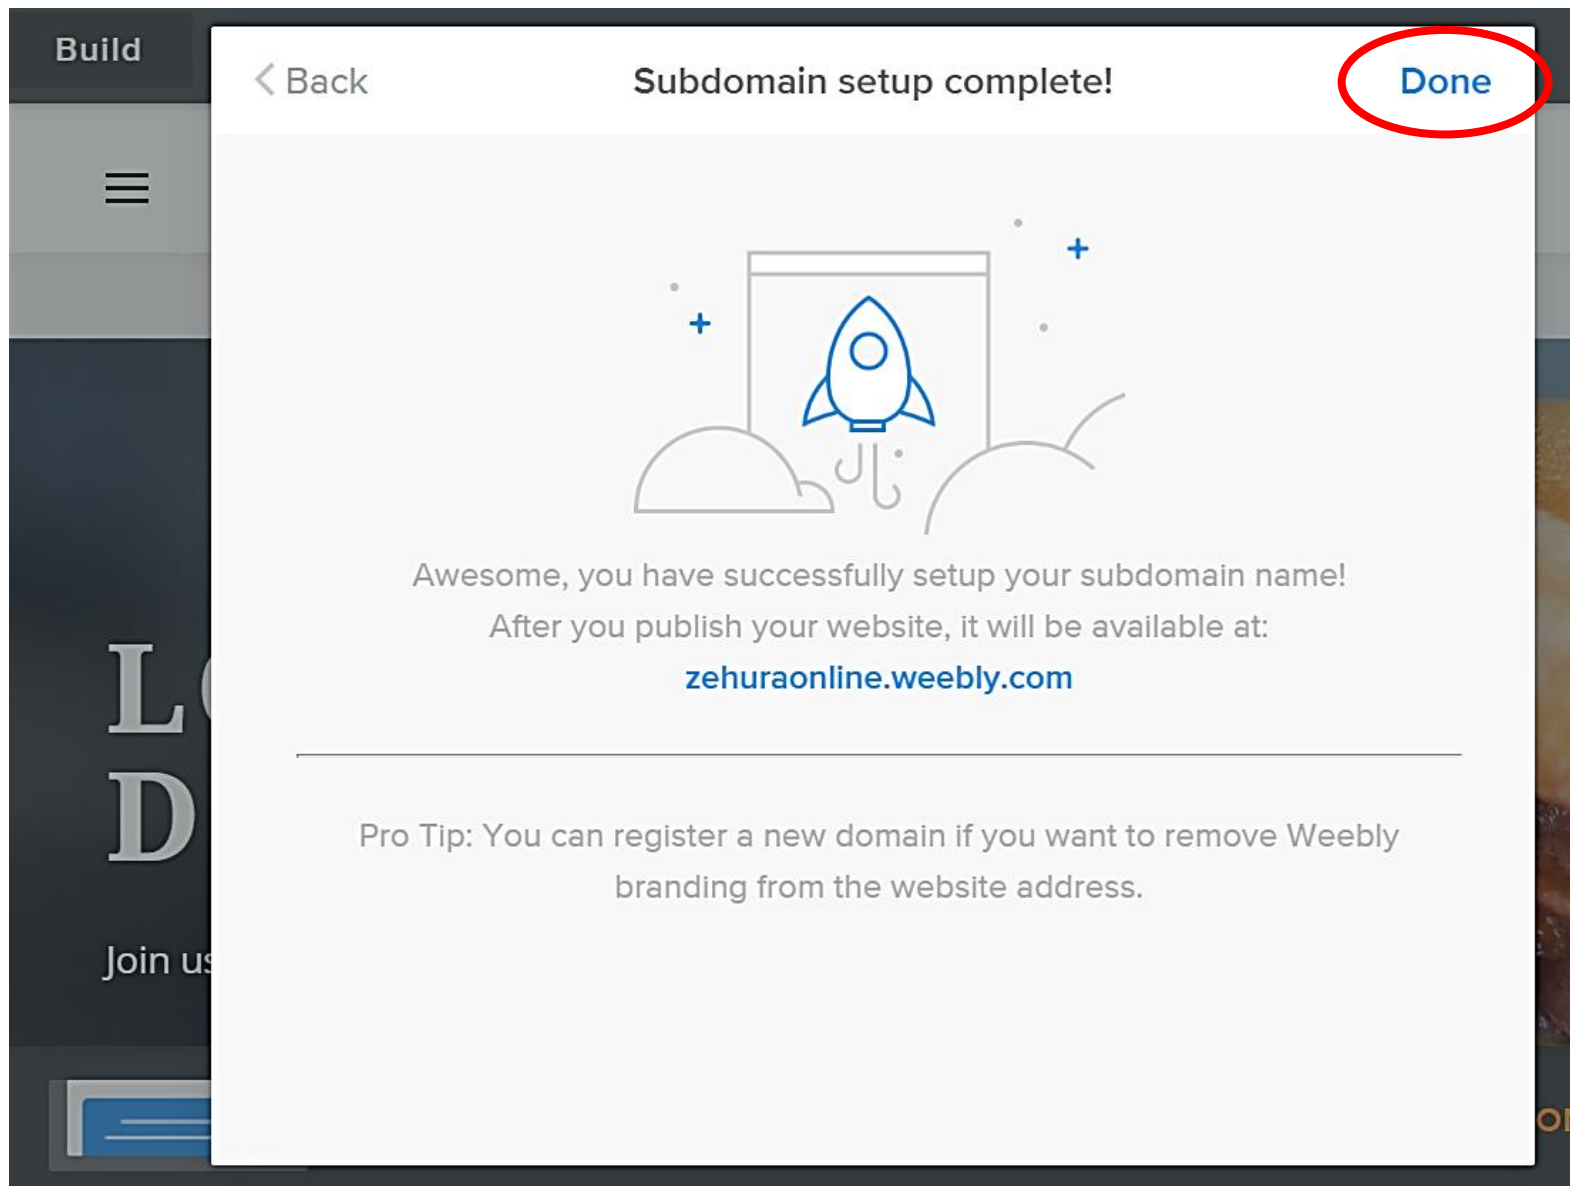 Build
Back
Subdomain setup complete!
Done
Awesome, you have successfully setup your subdomain name!
After you publish your website, it will be available at:
zehuraonline.weebly.com
Pro Tip: You can register a new domain if you want to remove Weebly
branding from the website address.
Join us